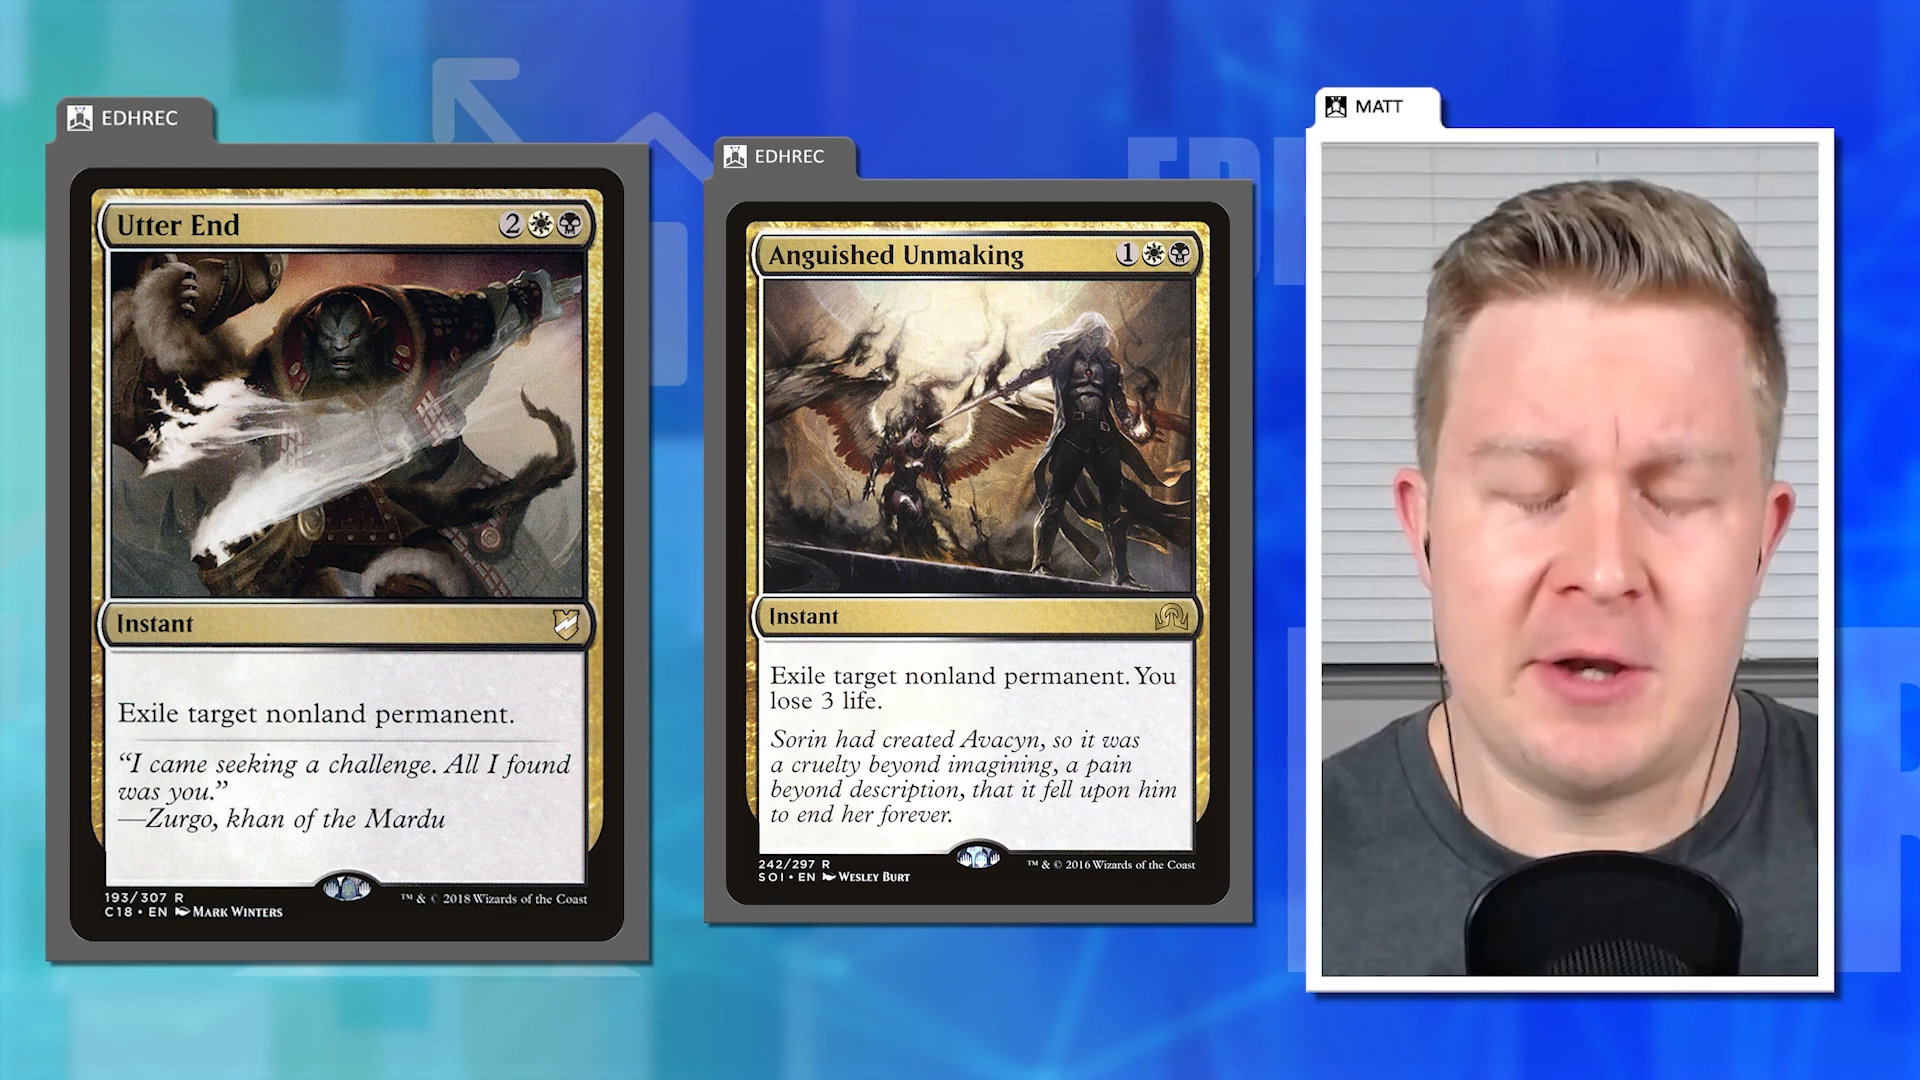 EDHREC
Utter End
2
Instant
Exile target nonland permanent.
“I came seeking a challenge. All I found
was you.”
—Zurgo, khan of the Mardu
193/307 R
C18 • EN MARK WINTERS
™ & © 2018 Wizards of the Coast
EDHREC
Anguished Unmaking
1
Instant
Exile target nonland permanent. You
lose 3 life.
Sorin had created Avacyn, so it was
a cruelty beyond imagining, a pain
beyond description, that it fell upon him
to end her forever.
242/297 R
SOI • EN WESLEY BURT
™ & © 2016 Wizards of the Coast
MATT